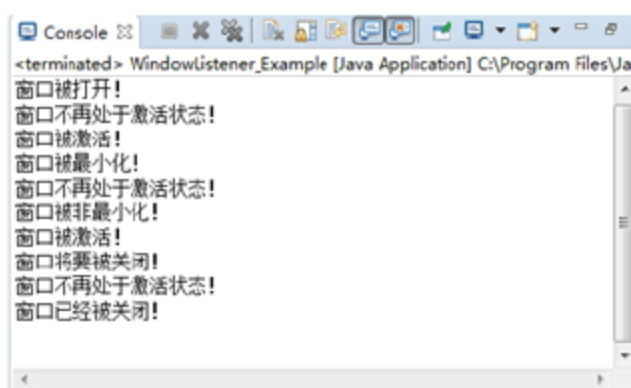 Console
<terminated> WindowListener_Example [Java Application] C:\Program Files\Ja
窗口被打开!
窗口不再处于激活状态!
窗口被激活!
窗口被最小化!
窗口不再处于激活状态!
窗口被非最小化!
窗口被激活!
窗口将要被关闭!
窗口不再处于激活状态!
窗口已经被关闭!